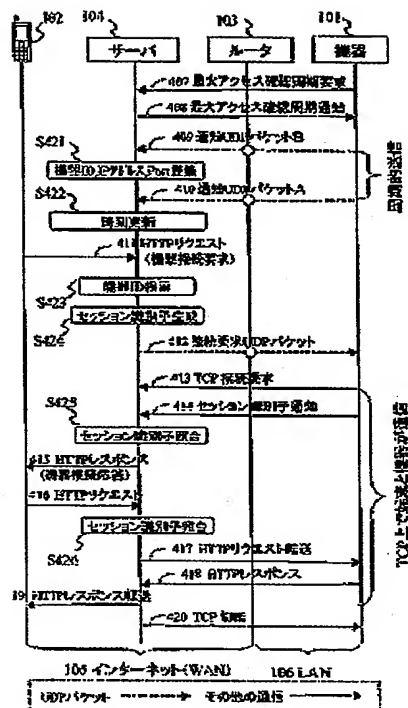 102
104
103
101
サーバ
ルータ
機器
407 最大アクセス確認周期要求
408 最大アクセス確認周期通知
409 通知UDPパケットB
S421
機器ID,IPアドレス,Port登録
410 通知UDPパケットA
周期的送信
S422
時刻更新
411 HTTPリクエスト
(機器接続要求)
S423
機器ID検索
セッション識別子生成
S424
412 接続要求UDPパケット
413 TCP接続要求
S425
414 セッション識別子通知
セッション識別子照合
415 HTTPレスポンス
(機器接続応答)
416 HTTPリクエスト
セッション識別子照合
S426
417 HTTPリクエスト転送
418 HTTPレスポンス
19 HTTPレスポンス転送
420 TCP切断
TCP上で端末と機器が通信
105 インターネット(WAN)
106 LAN
UDPパケット
その他の通信